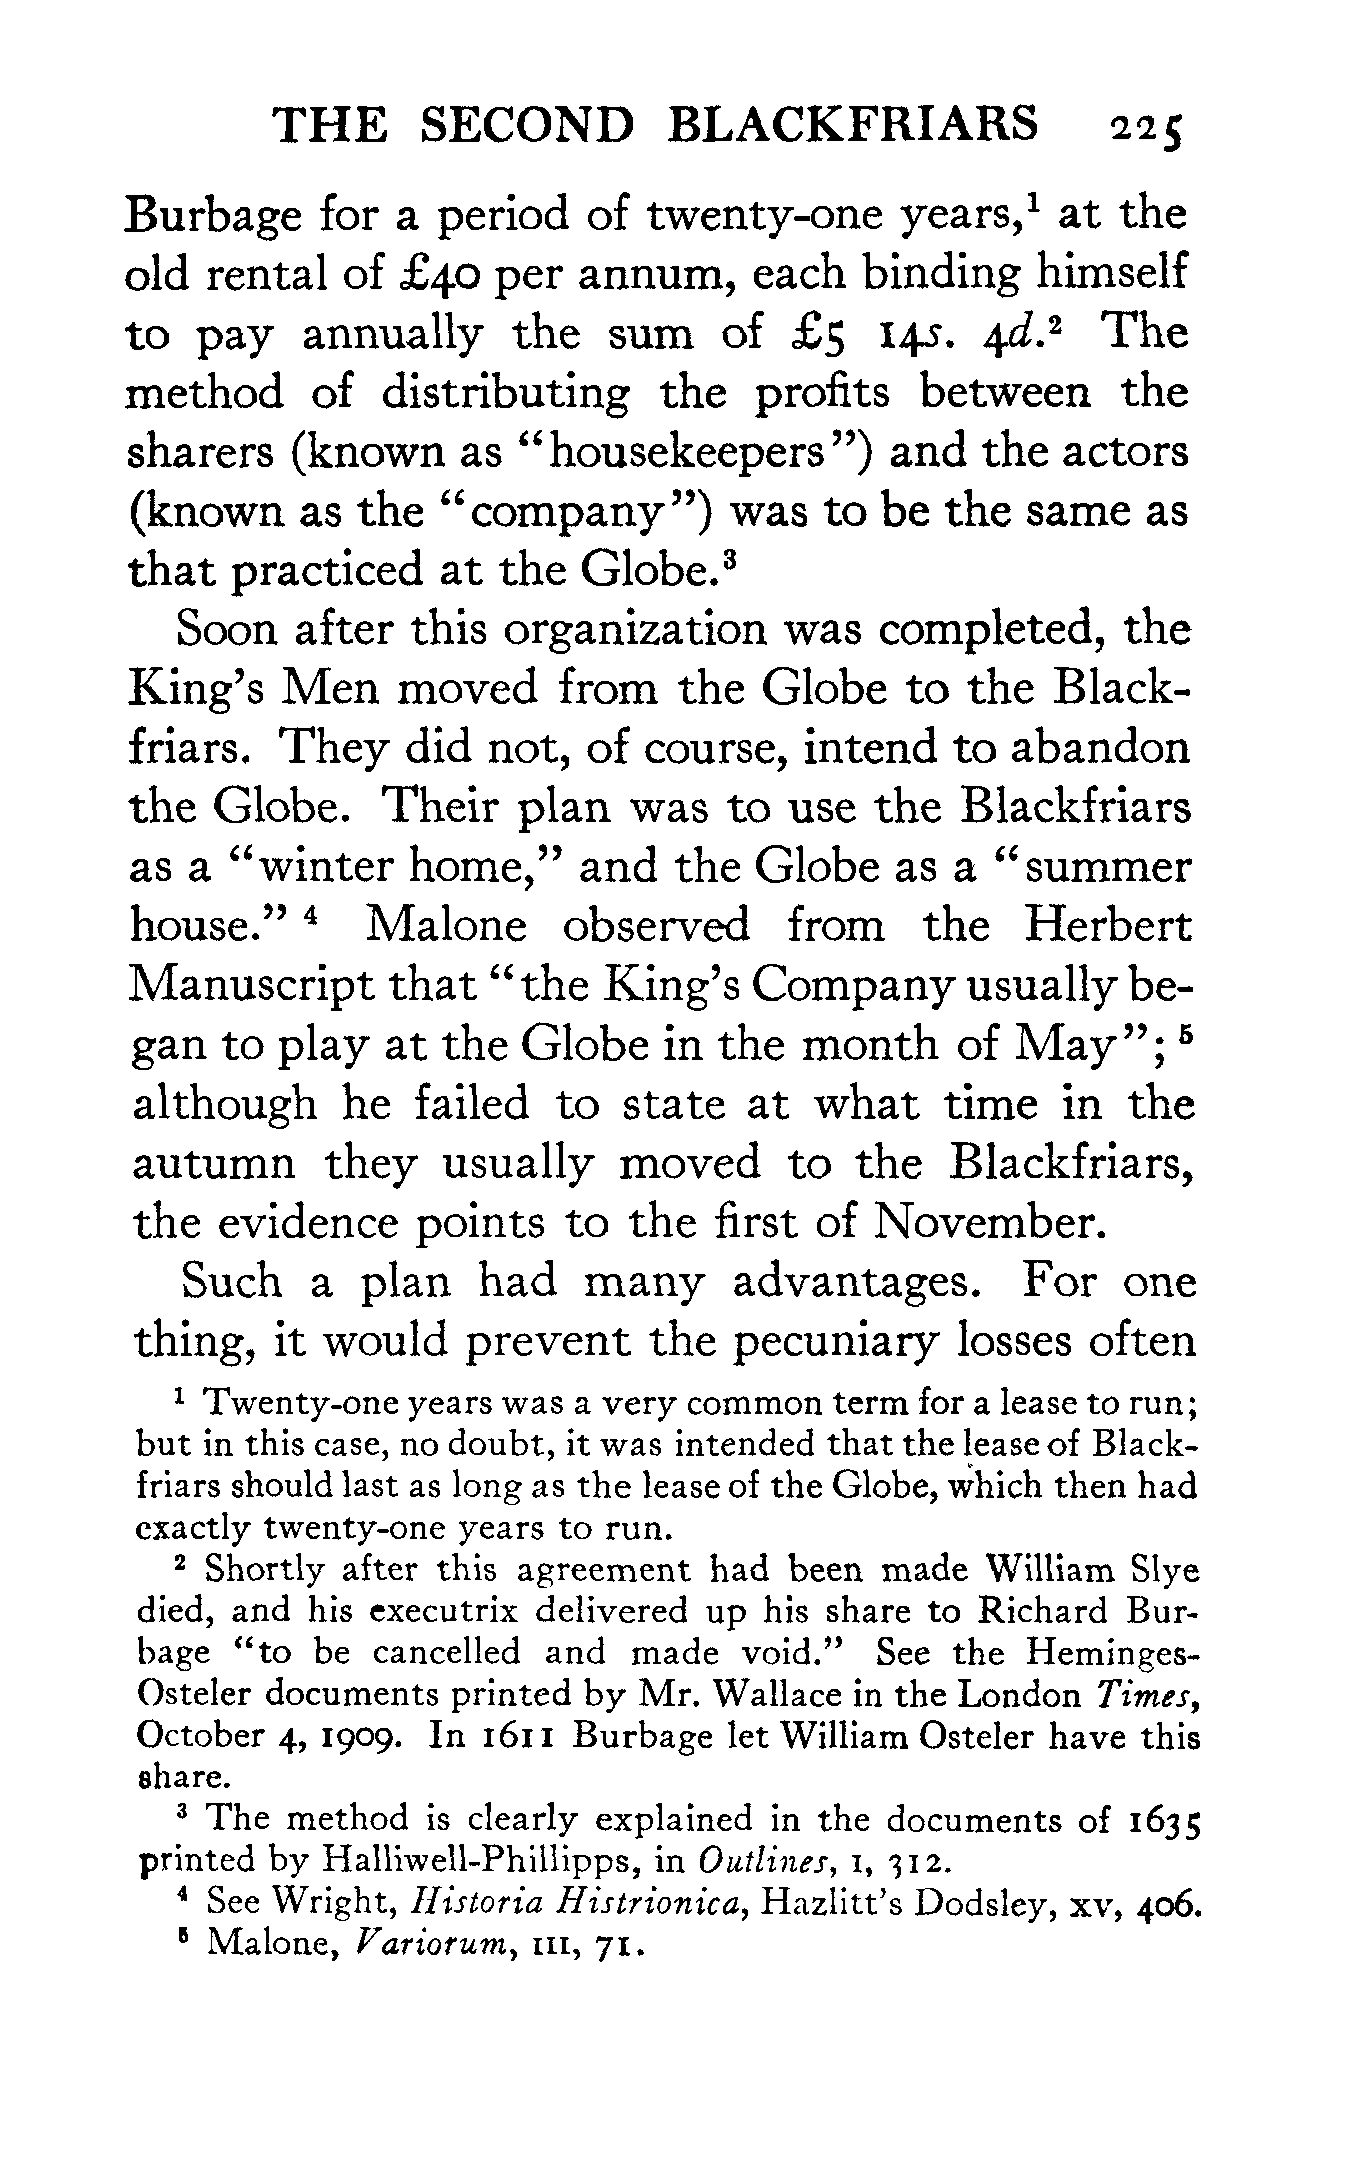 THE SECOND BLACKFRIARS 225
Burbage for a period of twenty-one years,¹ at the
old rental of £40 per annum, each binding himself
to pay annually the sum of £5 14s. 4d.² The
method of distributing the profits between the
sharers (known as "housekeepers") and the actors
(known as the "company") was to be the same as
that practiced at the Globe.³
Soon after this organization was completed, the
King's Men moved from the Globe to the Black-
friars. They did not, of course, intend to abandon
the Globe. Their plan was to use the Blackfriars
as a "winter home," and the Globe as a "summer
house." ⁴ Malone observed from the Herbert
Manuscript that "the King's Company usually be-
gan to play at the Globe in the month of May"; ⁵
although he failed to state at what time in the
autumn they usually moved to the Blackfriars,
the evidence points to the first of November.
Such a plan had many advantages. For one
thing, it would prevent the pecuniary losses often
¹ Twenty-one years was a very common term for a lease to run;
but in this case, no doubt, it was intended that the lease of Black-
friars should last as long as the lease of the Globe, which then had
exactly twenty-one years to run.
² Shortly after this agreement had been made William Slye
died, and his executrix delivered up his share to Richard Bur-
bage "to be cancelled and made void." See the Heminges-
Osteler documents printed by Mr. Wallace in the London Times,
October 4, 1909. In 1611 Burbage let William Osteler have this
share.
³ The method is clearly explained in the documents of 1635
printed by Halliwell-Phillipps, in Outlines, I, 312.
⁴ See Wright, Historia Histrionica, Hazlitt's Dodsley, XV, 406.
⁵ Malone, Variorum, III, 71.